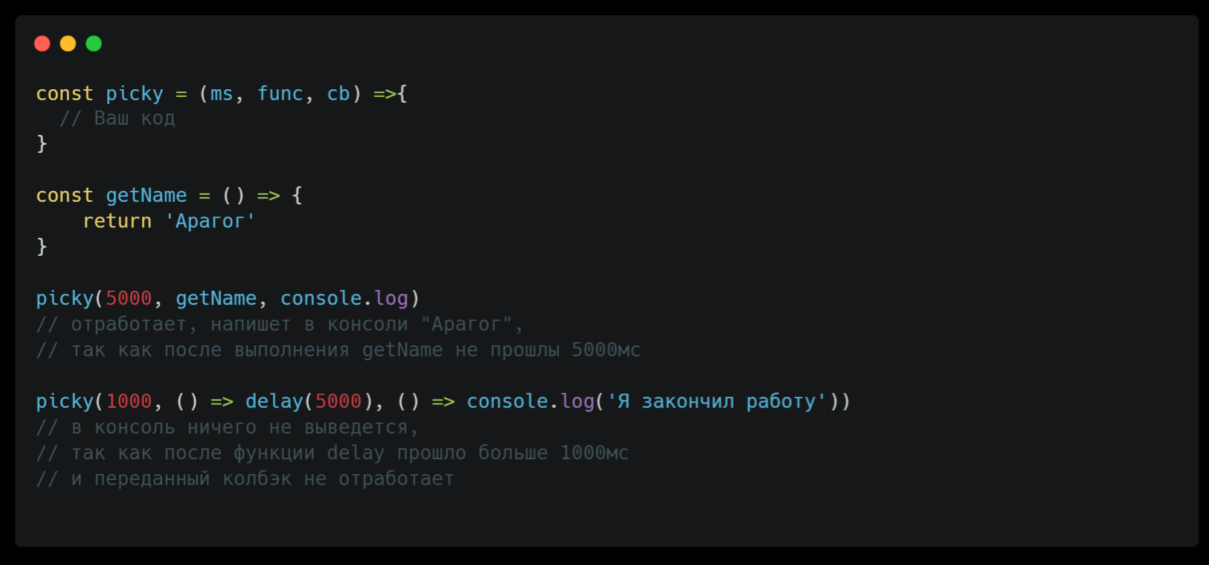 const picky = (ms, func, cb) =>{
  // Ваш код
}
const getName = () => {
    return 'Арагог'
}
picky(5000, getName, console.log)
// отработает, напишет в консоли "Арагог",
// так как после выполнения getName не прошлы 5000мс
picky(1000, () => delay(5000), () => console.log('Я закончил работу'))
// в консоль ничего не выведется,
// так как после функции delay прошло больше 1000мс
// и переданный колбэк не отработает